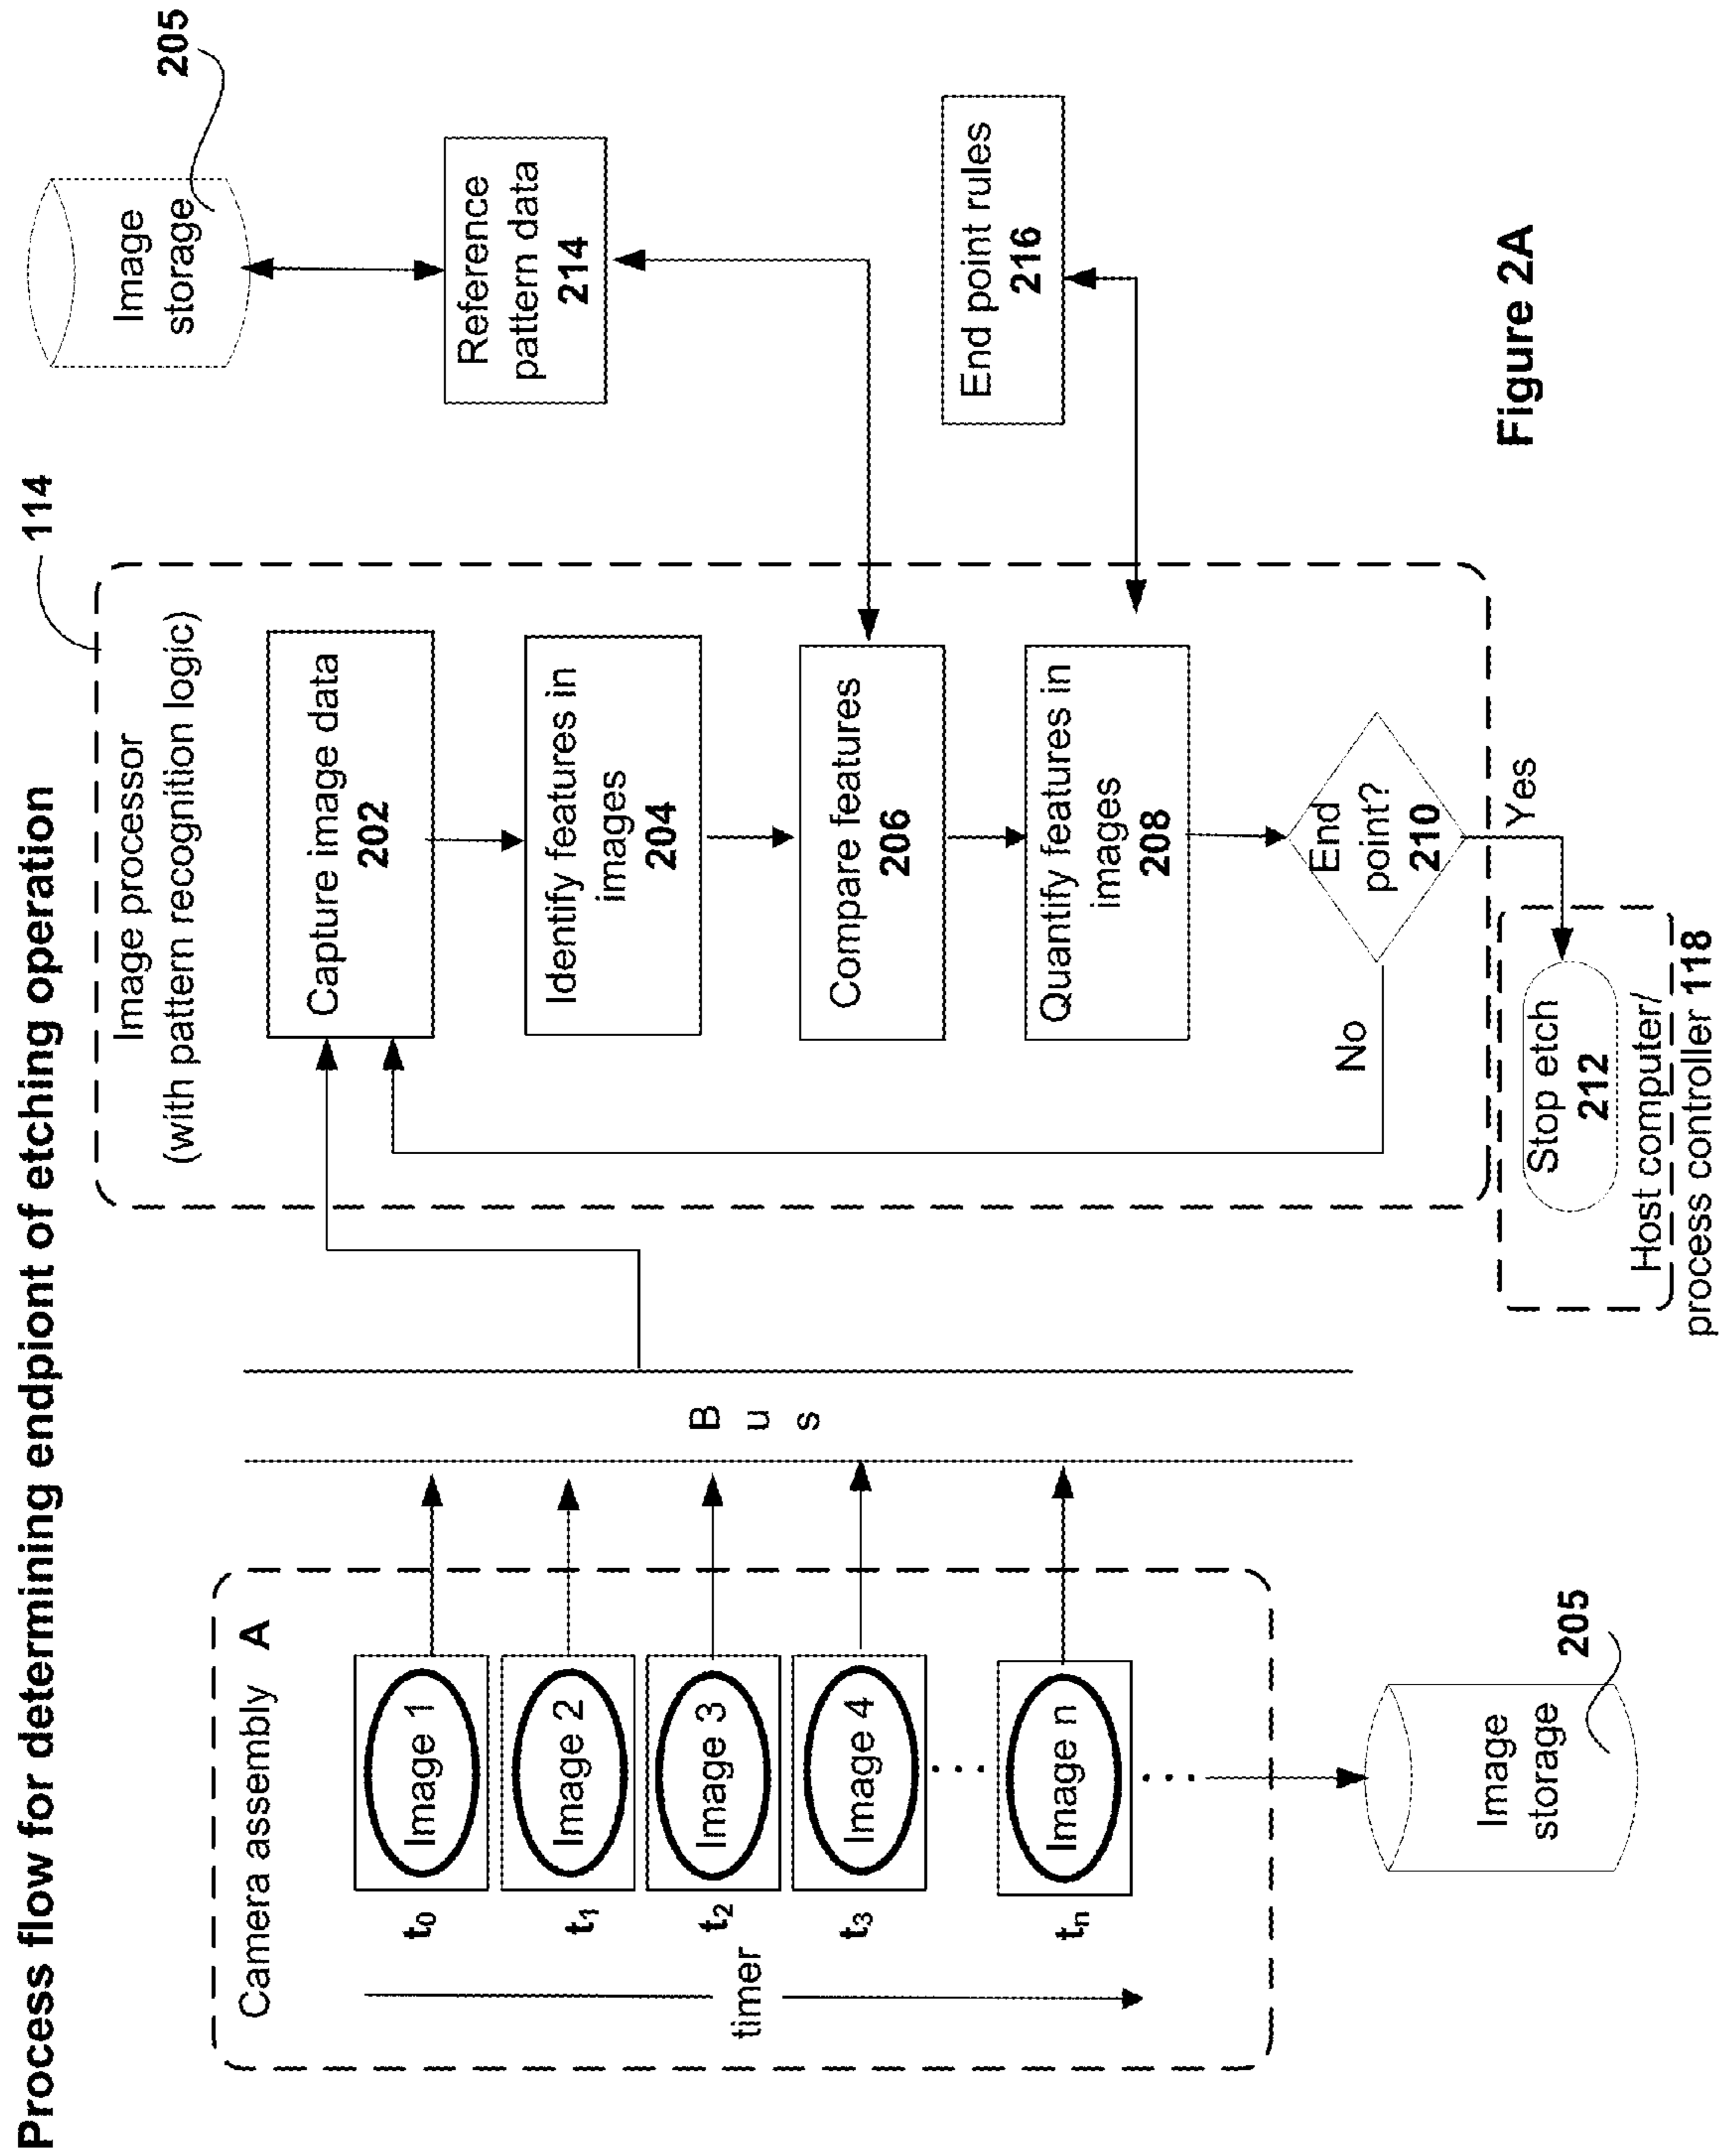 Process flow for determining endpiont of etching operation
Camera assembly A
timer
t0
Image 1
t1
Image 2
t2
Image 3
t3
Image 4
. . .
tn
Image n
. . .
Image
storage
205
B
u
s
114
Image processor
(with pattern recognition logic)
Capture image data
202
Identify features in
images
204
Compare features
206
Quantify features in
images
208
End
point?
210
No
Yes
Stop etch
212
Host computer/
process controller 118
Image
storage
205
Reference
pattern data
214
End point rules
216
Figure 2A